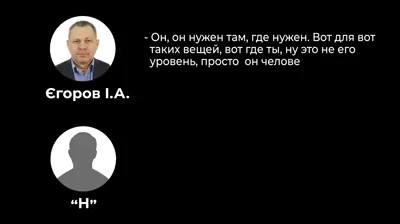 - Он, он нужен там, где нужен. Вот для вот
таких вещей, вот где ты, ну это не его
уровень, просто он челове
Єгоров І.А.
“Н”